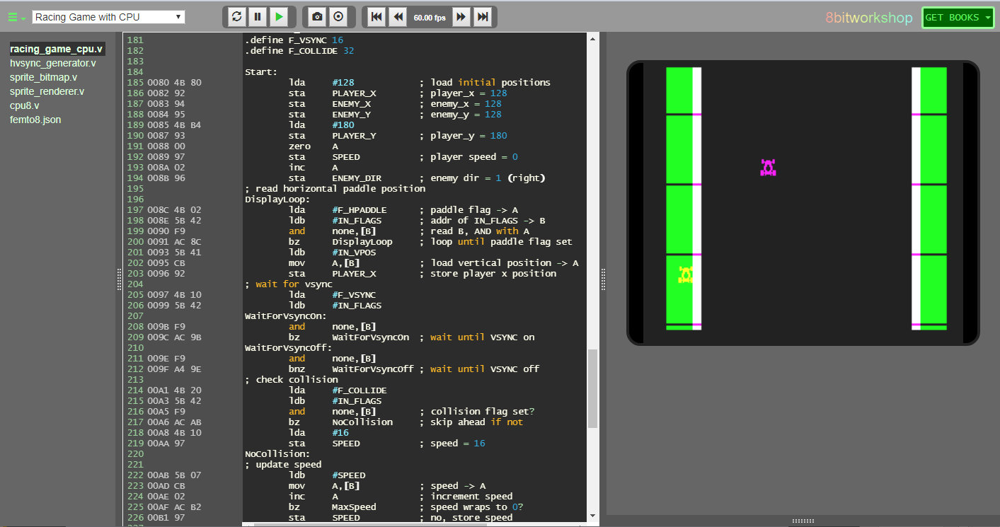 Racing Game with CPU
60.00 fps
8bitworkshop
GET BOOKS
racing_game_cpu.v
hvsync_generator.v
sprite_bitmap.v
sprite_renderer.v
cpu8.v
femto8.json
181 .define F_VSYNC 16
182 .define F_COLLIDE 32
183
184 Start:
185 0080 4B 80 lda #128 ; load initial positions
186 0082 92 sta PLAYER_X ; player_x = 128
187 0083 94 sta ENEMY_X ; enemy_x = 128
188 0084 95 sta ENEMY_Y ; enemy_y = 128
189 0085 4B B4 lda #180
190 0087 93 sta PLAYER_Y ; player_y = 180
191 0088 00 zero A
192 0089 97 sta SPEED ; player speed = 0
193 008A 02 inc A
194 008B 96 sta ENEMY_DIR ; enemy dir = 1 (right)
195 ; read horizontal paddle position
196 DisplayLoop:
197 008C 4B 02 lda #F_HPADDLE ; paddle flag -> A
198 008E 5B 42 ldb #IN_FLAGS ; addr of IN_FLAGS -> B
199 0090 F9 and none,[B] ; read B, AND with A
200 0091 AC 8C bz DisplayLoop ; loop until paddle flag set
201 0093 5B 41 ldb #IN_VPOS
202 0095 CB mov A,[B] ; load vertical position -> A
203 0096 92 sta PLAYER_X ; store player x position
204 ; wait for vsync
205 0097 4B 10 lda #F_VSYNC
206 0099 5B 42 ldb #IN_FLAGS
207 WaitForVsyncOn:
208 009B F9 and none,[B]
209 009C AC 9B bz WaitForVsyncOn ; wait until VSYNC on
210 WaitForVsyncOff:
211 009E F9 and none,[B]
212 009F A4 9E bnz WaitForVsyncOff ; wait until VSYNC off
213 ; check collision
214 00A1 4B 20 lda #F_COLLIDE
215 00A3 5B 42 ldb #IN_FLAGS
216 00A5 F9 and none,[B] ; collision flag set?
217 00A6 AC AB bz NoCollision ; skip ahead if not
218 00A8 4B 10 lda #16
219 00AA 97 sta SPEED ; speed = 16
220 NoCollision:
221 ; update speed
222 00AB 5B 07 ldb #SPEED
223 00AD CB mov A,[B] ; speed -> A
224 00AE 02 inc A ; increment speed
225 00AF AC B2 bz MaxSpeed ; speed wraps to 0?
226 00B1 97 sta SPEED ; no, store speed